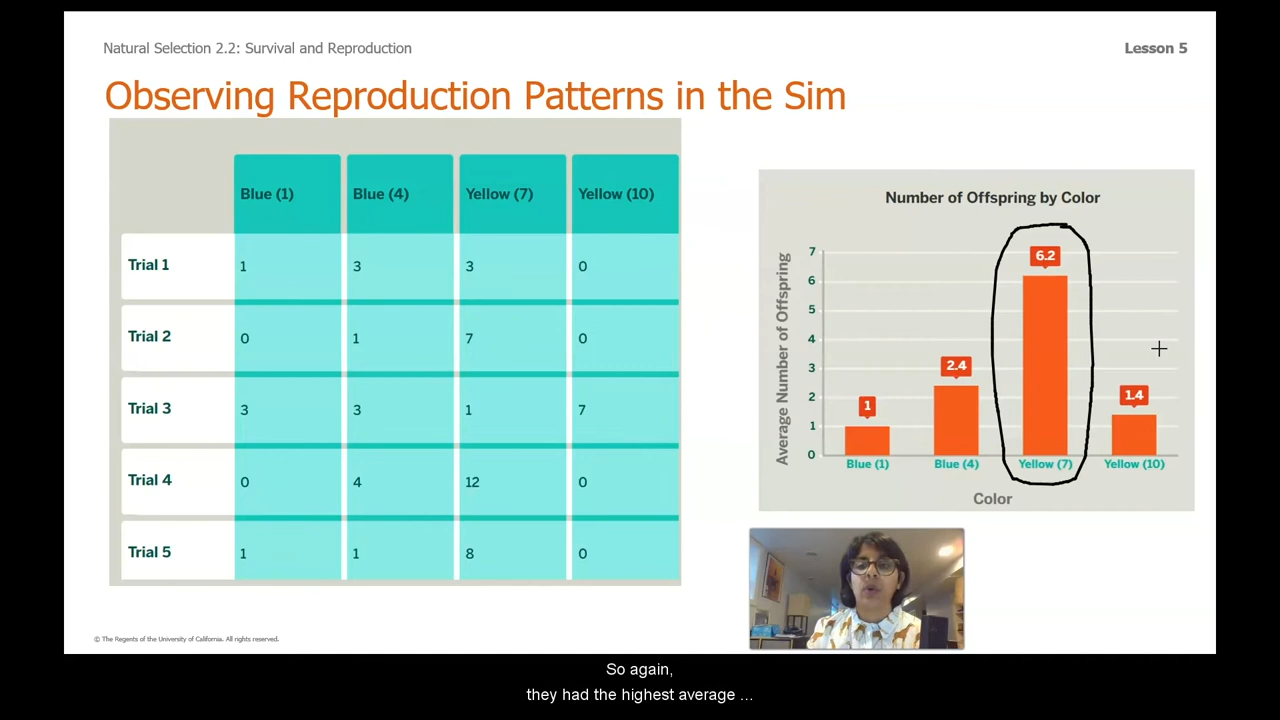 Natural Selection 2.2: Survival and Reproduction
Lesson 5
Observing Reproduction Patterns in the Sim
Blue (1) Blue (4) Yellow (7) Yellow (10)
Trial 1 1 3 3 0
Trial 2 0 1 7 0
Trial 3 3 3 1 7
Trial 4 0 4 12 0
Trial 5 1 1 8 0
Number of Offspring by Color
Average Number of Offspring
7
6
5
4
3
2
1
0
1
2.4
6.2
1.4
Blue (1) Blue (4) Yellow (7) Yellow (10)
Color
© The Regents of the University of California. All rights reserved.
So again,
they had the highest average ...